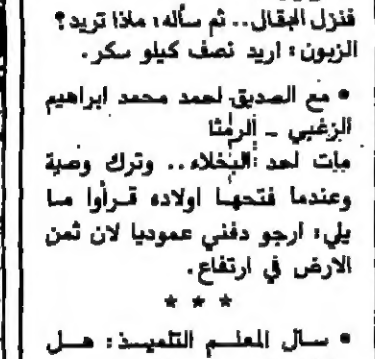 فنزل البقال.. ثم سأله: ماذا تريد؟
الزبون: اريد نصف كيلو سكر.
• مع الصديق احمد محمد ابراهيم
الزغبي - الرمثا
مات احد البخلاء.. وترك وصية
وعندما فتحها اولاده قرأوا ما
يلي: ارجو دفني عموديا لان ثمن
الارض في ارتفاع.
* * *
• سأل المعلم التلميذ: هل